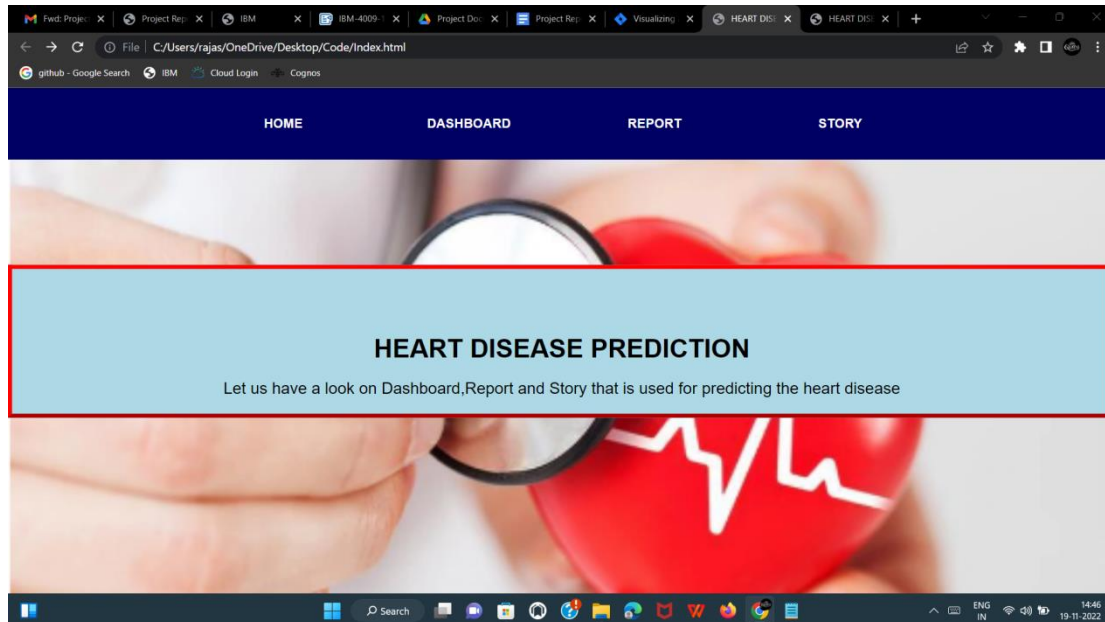 Fwd: Projec
Project Rep
IBM
IBM-4009-1
Project Doc
Project Rep
Visualizing
HEART DISE
HEART DISE
File C:/Users/rajas/OneDrive/Desktop/Code/Index.html
github - Google Search
IBM
Cloud Login
Cognos
HOME
DASHBOARD
REPORT
STORY
HEART DISEASE PREDICTION
Let us have a look on Dashboard,Report and Story that is used for predicting the heart disease
Search
ENG
IN
14:46
19-11-2022